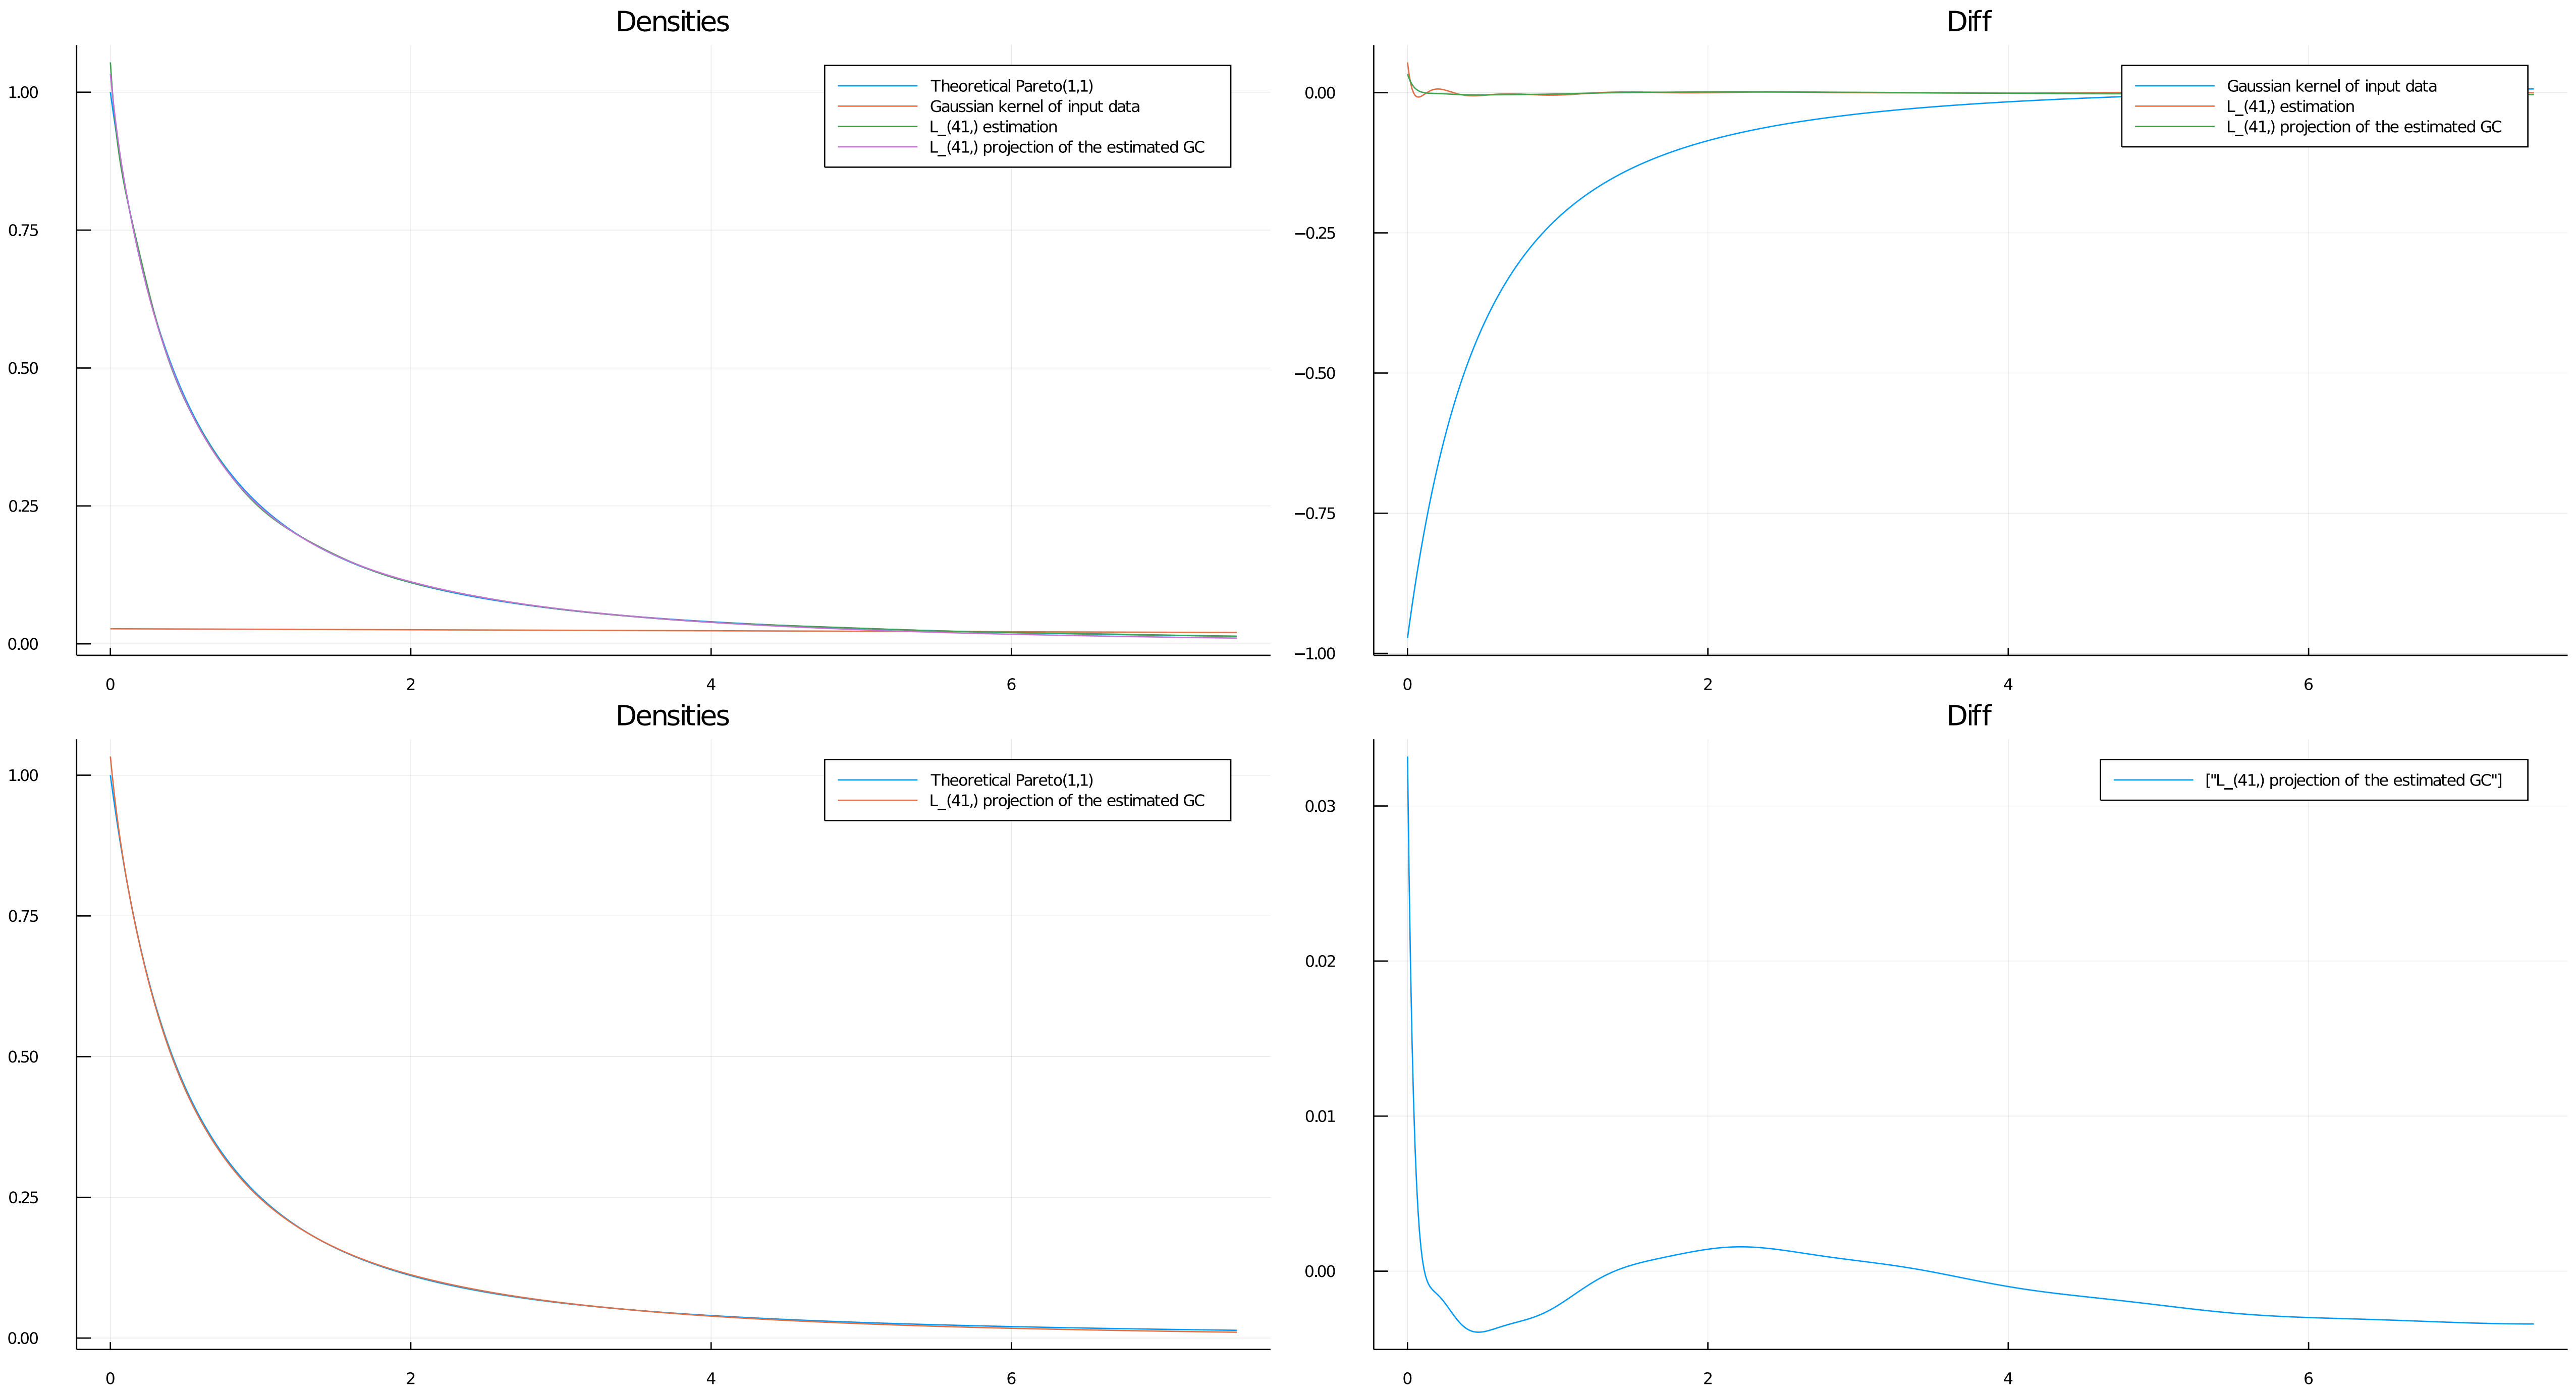 Densities
1.00
0.75
0.50
0.25
0.00
0 2 4 6
Theoretical Pareto(1,1)
Gaussian kernel of input data
L_(41,) estimation
L_(41,) projection of the estimated GC
Diff
0.00
−0.25
−0.50
−0.75
−1.00
0 2 4 6
Gaussian kernel of input data
L_(41,) estimation
L_(41,) projection of the estimated GC
Densities
1.00
0.75
0.50
0.25
0.00
0 2 4 6
Theoretical Pareto(1,1)
L_(41,) projection of the estimated GC
Diff
0.03
0.02
0.01
0.00
0 2 4 6
["L_(41,) projection of the estimated GC"]